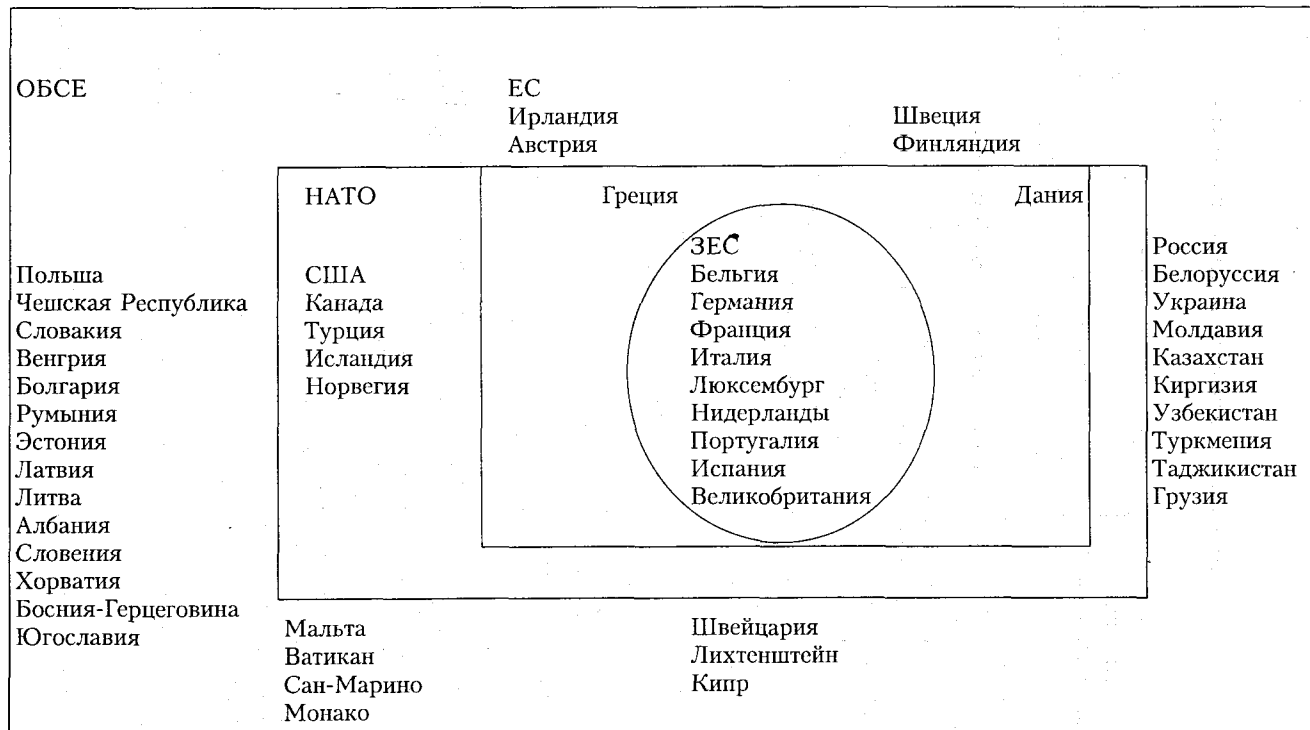 ОБСЕ
ЕС
Ирландия
Австрия
Швеция
Финляндия
НАТО
США
Канада
Турция
Исландия
Норвегия
Греция
Дания
ЗЕС
Бельгия
Германия
Франция
Италия
Люксембург
Нидерланды
Португалия
Испания
Великобритания
Польша
Чешская Республика
Словакия
Венгрия
Болгария
Румыния
Эстония
Латвия
Литва
Албания
Словения
Хорватия
Босния-Герцеговина
Югославия
Россия
Белоруссия
Украина
Молдавия
Казахстан
Киргизия
Узбекистан
Туркмения
Таджикистан
Грузия
Мальта
Ватикан
Сан-Марино
Монако
Швейцария
Лихтенштейн
Кипр